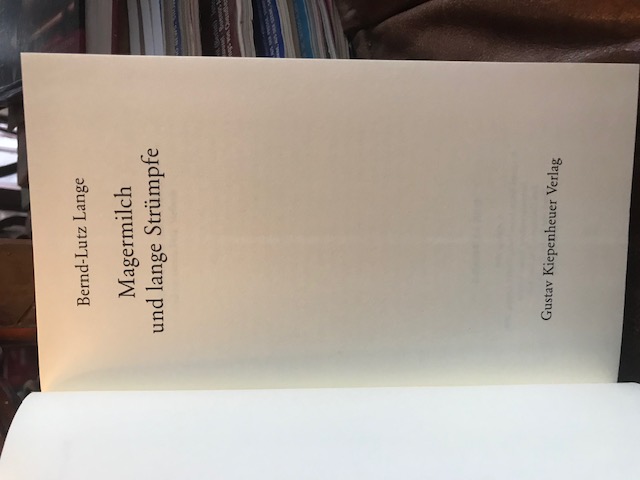 Bernd-Lutz Lange
Magermilch
und lange Strümpfe
Gustav Kiepenheuer Verlag